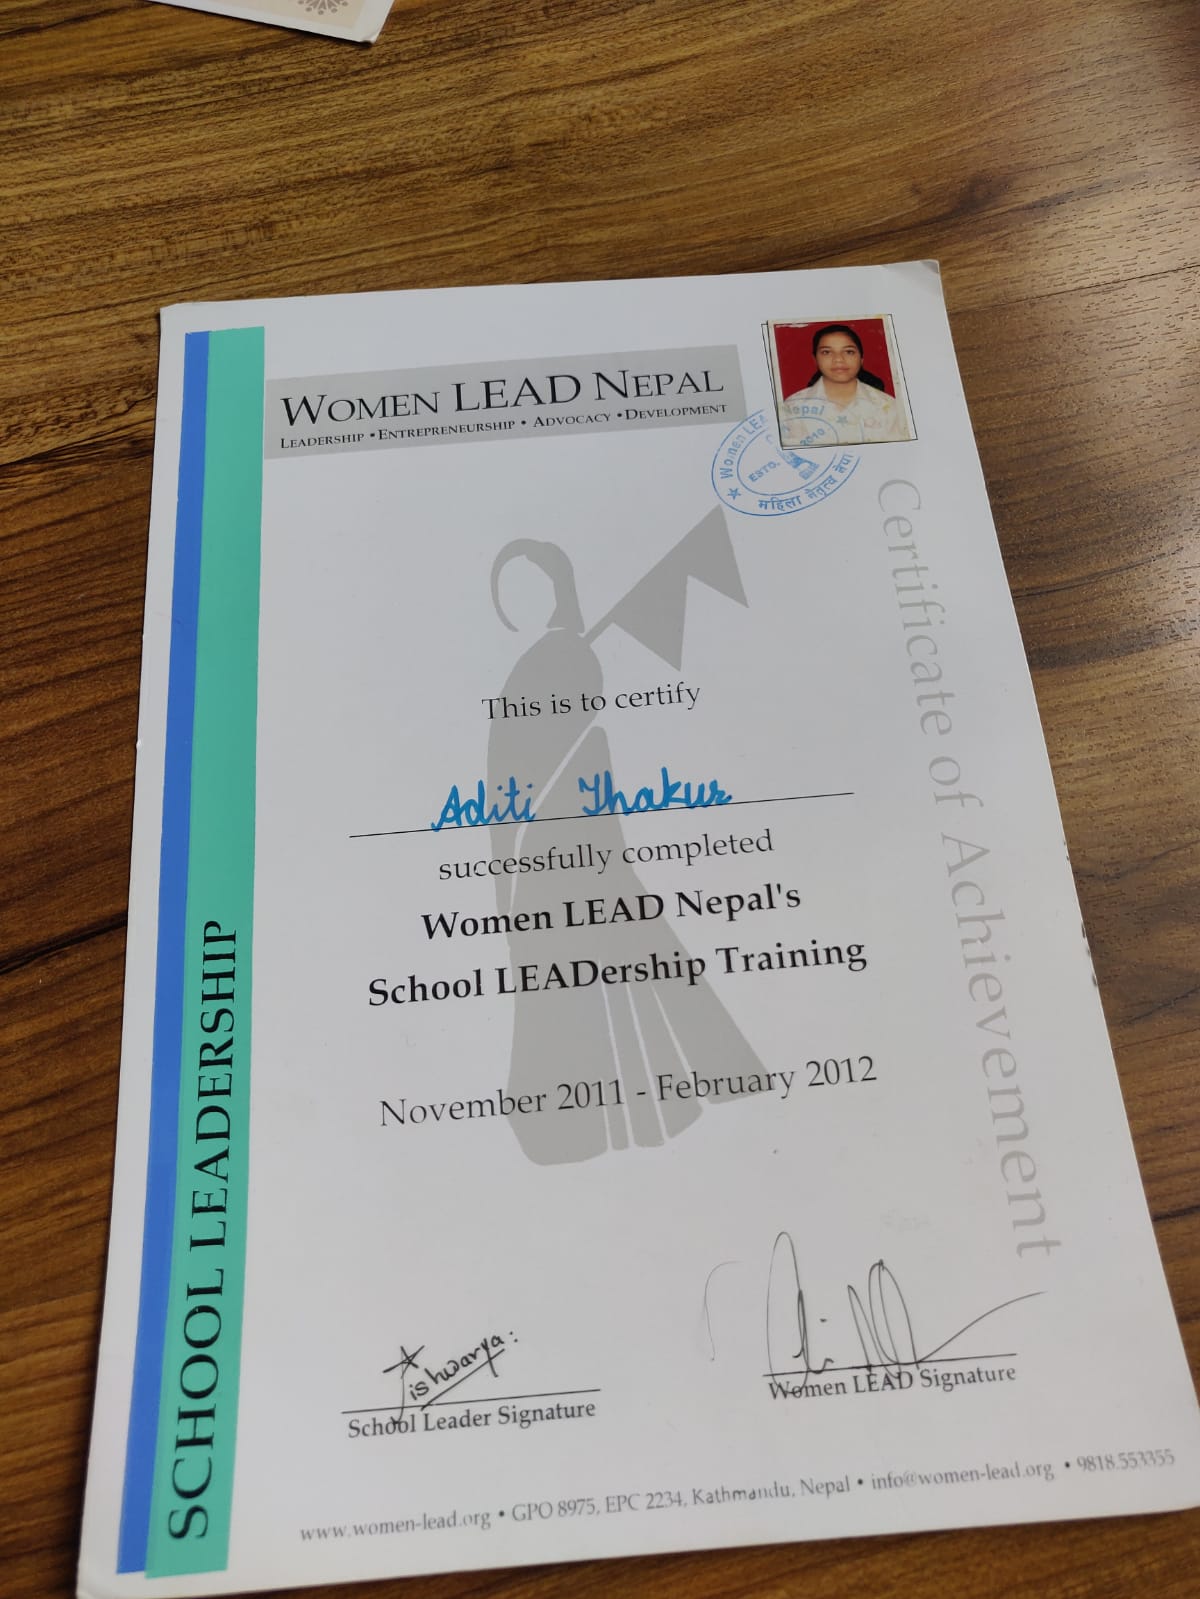 WOMEN LEAD NEPAL
LEADERSHIP • ENTREPRENEURSHIP • ADVOCACY • DEVELOPMENT
Women LEAD Nepal
ESTD. 2010
महिला नेतृत्व नेपा
Certificate of Achievement
This is to certify
Aditi Thakur
successfully completed
Women LEAD Nepal's
School LEADership Training
November 2011 - February 2012
SCHOOL LEADERSHIP
School Leader Signature
Women LEAD Signature
www.women-lead.org • GPO 8975, EPC 2234, Kathmandu, Nepal • info@women-lead.org • 9818.553355